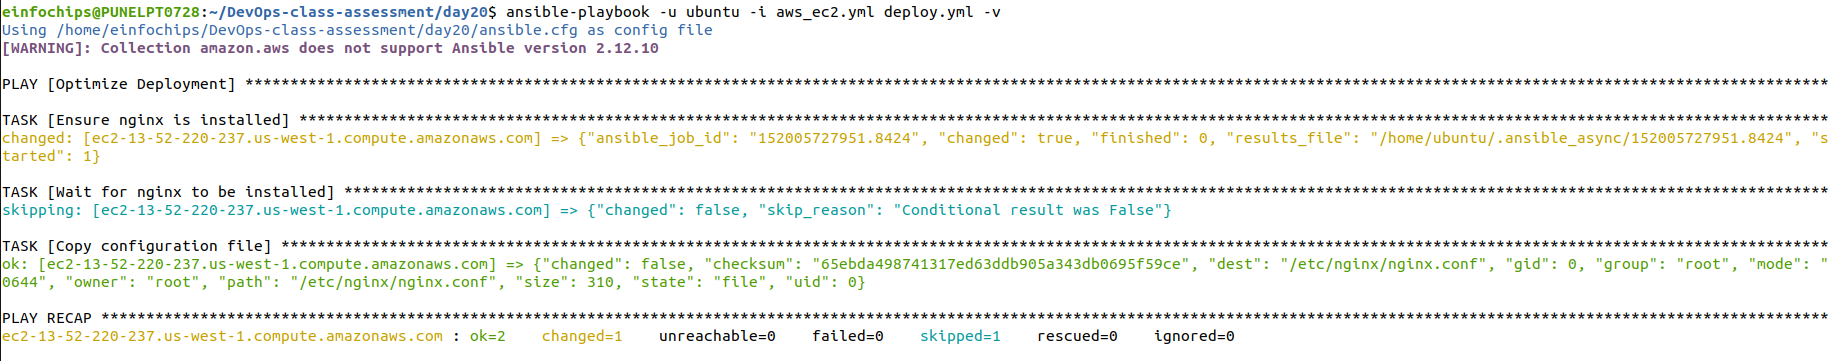 einfochips@PUNELPT0728:~/DevOps-class-assessment/day20$ ansible-playbook -u ubuntu -i aws_ec2.yml deploy.yml -v
Using /home/einfochips/DevOps-class-assessment/day20/ansible.cfg as config file
[WARNING]: Collection amazon.aws does not support Ansible version 2.12.10
PLAY [Optimize Deployment] ********************************************************************************************************************************************************************************
TASK [Ensure nginx is installed] **************************************************************************************************************************************************************************
changed: [ec2-13-52-220-237.us-west-1.compute.amazonaws.com] => {"ansible_job_id": "152005727951.8424", "changed": true, "finished": 0, "results_file": "/home/ubuntu/.ansible_async/152005727951.8424", "s
tarted": 1}
TASK [Wait for nginx to be installed] *********************************************************************************************************************************************************************
skipping: [ec2-13-52-220-237.us-west-1.compute.amazonaws.com] => {"changed": false, "skip_reason": "Conditional result was False"}
TASK [Copy configuration file] ****************************************************************************************************************************************************************************
ok: [ec2-13-52-220-237.us-west-1.compute.amazonaws.com] => {"changed": false, "checksum": "65ebda498741317ed63ddb905a343db0695f59ce", "dest": "/etc/nginx/nginx.conf", "gid": 0, "group": "root", "mode": "
0644", "owner": "root", "path": "/etc/nginx/nginx.conf", "size": 310, "state": "file", "uid": 0}
PLAY RECAP ************************************************************************************************************************************************************************************************
ec2-13-52-220-237.us-west-1.compute.amazonaws.com : ok=2    changed=1    unreachable=0    failed=0    skipped=1    rescued=0    ignored=0